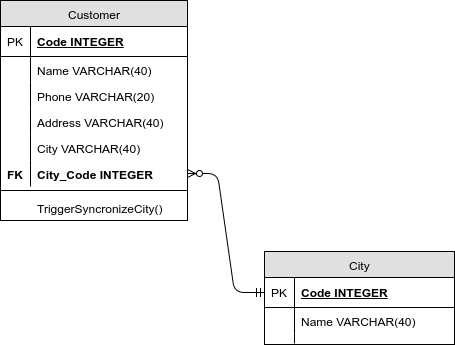 Customer
PK Code INTEGER
Name VARCHAR(40)
Phone VARCHAR(20)
Address VARCHAR(40)
City VARCHAR(40)
FK City_Code INTEGER
TriggerSyncronizeCity()
City
PK Code INTEGER
Name VARCHAR(40)